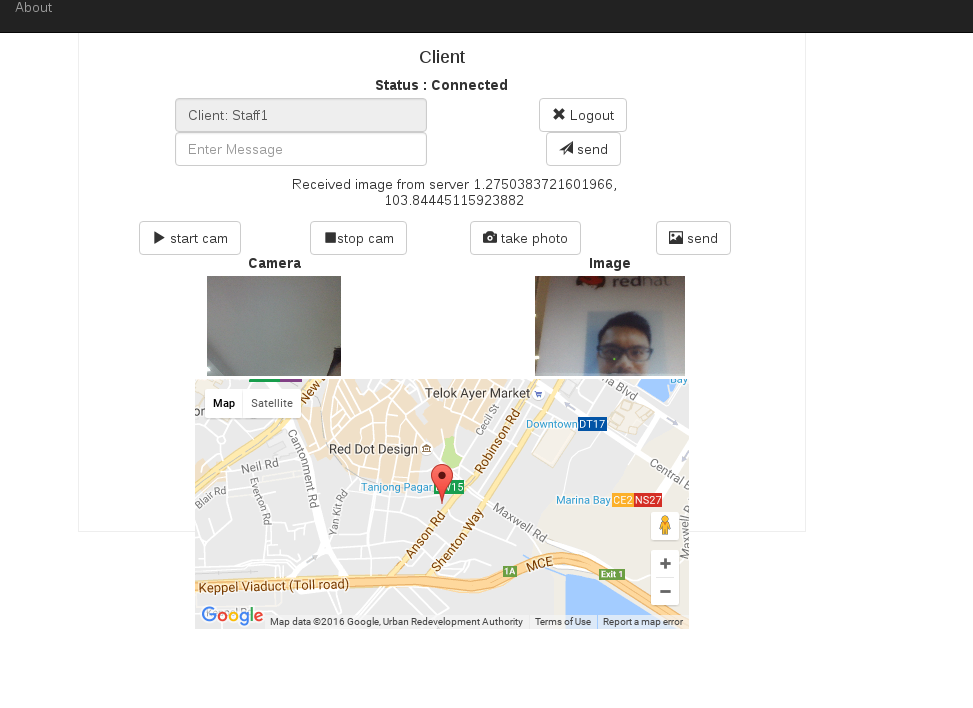 About
Client
Status : Connected
Client: Staff1
Logout
Enter Message
send
Received image from server 1.2750383721601966,
103.84445115923882
start cam
stop cam
take photo
send
Camera
Image
redhat
Map
Satellite
New
Telok Ayer Market
Bay
Blvd
Cecil St
Robinson Rd
Downtown DT17
Red Dot Design
Cantonment Rd
Neil Rd
Central
Tanjong Pagar
Everton Rd
Blair Rd
Yan Kit Rd
Marina Bay CE2 NS27
Anson Rd
Shenton Way
Maxwell Rd
Maxwell
MCE
1A
Exit 1
Keppel Viaduct (Toll road)
Google
Map data ©2016 Google, Urban Redevelopment Authority
Terms of Use
Report a map error